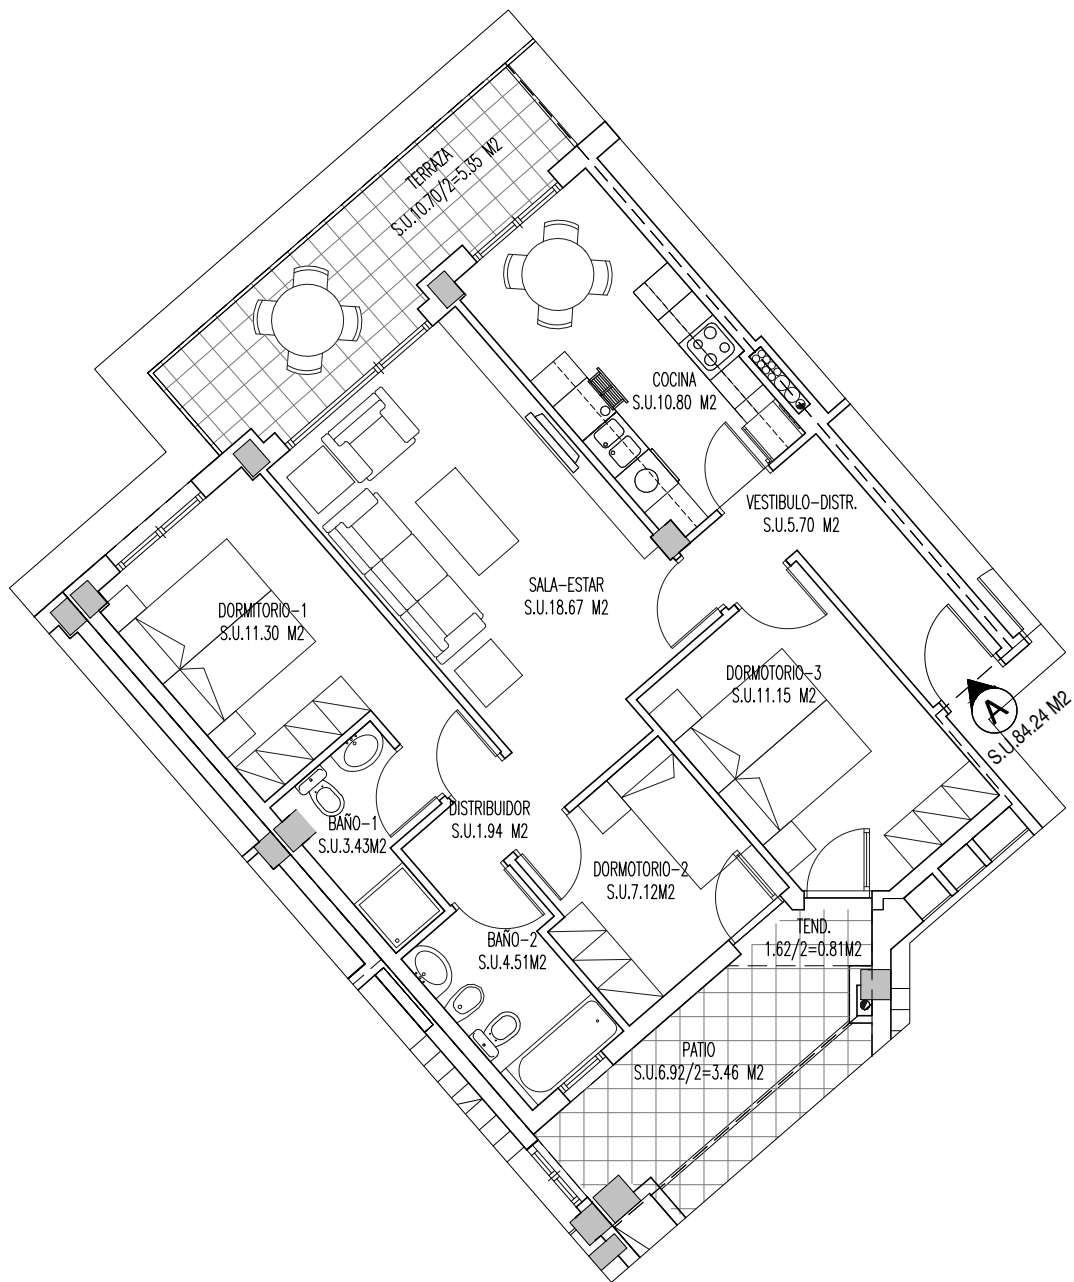 TERRAZA
S.U.10.70/2=5.35 M2
COCINA
S.U.10.80 M2
VESTIBULO-DISTR.
S.U.5.70 M2
SALA-ESTAR
S.U.18.67 M2
DORMITORIO-1
S.U.11.30 M2
DORMOTORIO-3
S.U.11.15 M2
A
S.U.84.24 M2
DISTRIBUIDOR
S.U.1.94 M2
BAÑO-1
S.U.3.43M2
DORMOTORIO-2
S.U.7.12M2
TEND.
1.62/2=0.81M2
BAÑO-2
S.U.4.51M2
PATIO
S.U.6.92/2=3.46 M2